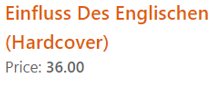 Einfluss Des Englischen
(Hardcover)
Price: 36.00